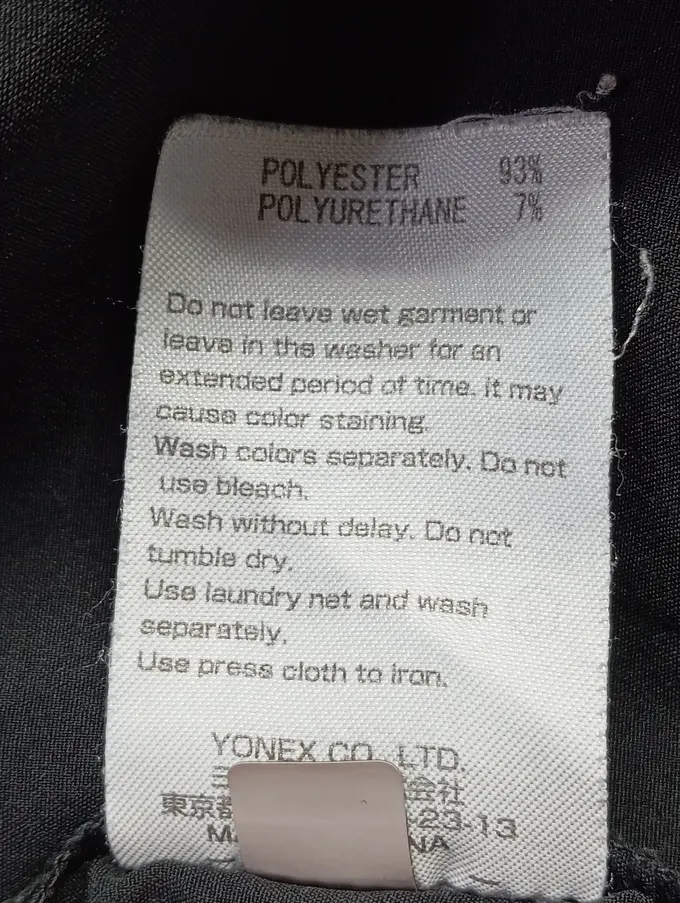 POLYESTER 93%
POLYURETHANE 7%
Do not leave wet garment or
leave in the washer for an
extended period of time. it may
cause color staining.
Wash colors separately. Do not
use bleach.
Wash without delay. Do not
tumble dry.
Use laundry net and wash
separately.
Use press cloth to iron.
YONEX CO., LTD.
会社
東京都 23-13